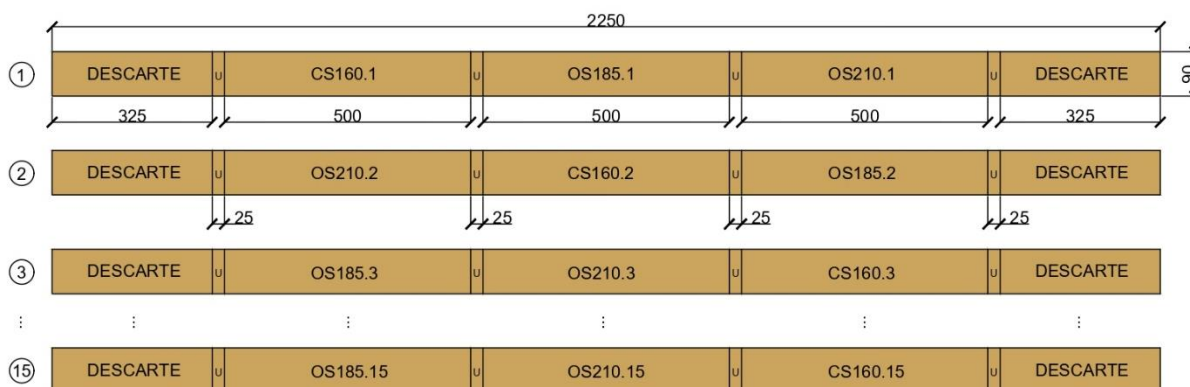 2250
1 DESCARTE U CS160.1 U OS185.1 U OS210.1 U DESCARTE 90
325 500 500 500 325
2 DESCARTE U OS210.2 U CS160.2 U OS185.2 U DESCARTE
25 25 25 25
3 DESCARTE U OS185.3 U OS210.3 U CS160.3 U DESCARTE
⋮ ⋮ ⋮ ⋮ ⋮ ⋮
15 DESCARTE U OS185.15 U OS210.15 U CS160.15 U DESCARTE